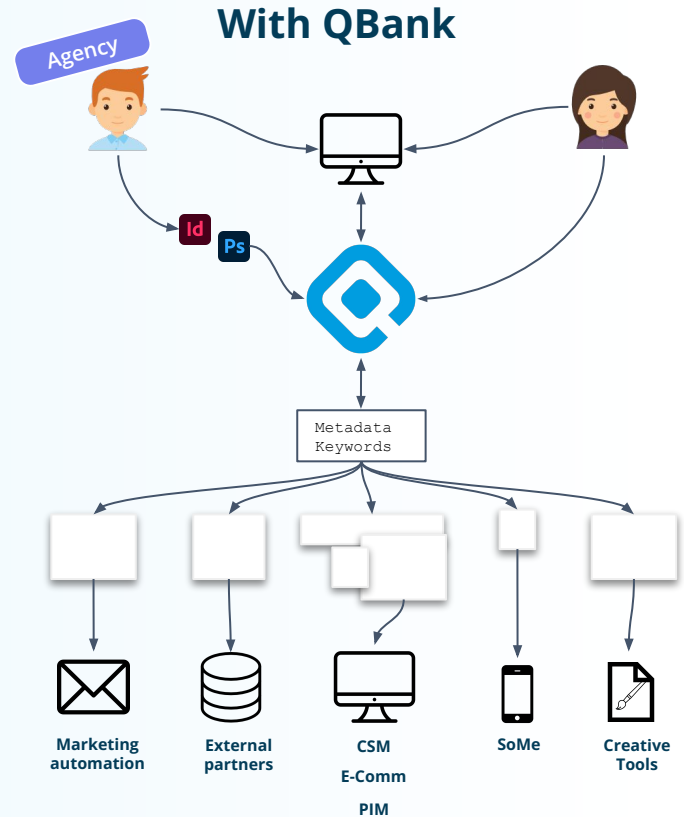 With QBank
Agency
Id
Ps
Metadata
Keywords
Marketing
automation
External
partners
CSM
E-Comm
PIM
SoMe
Creative
Tools